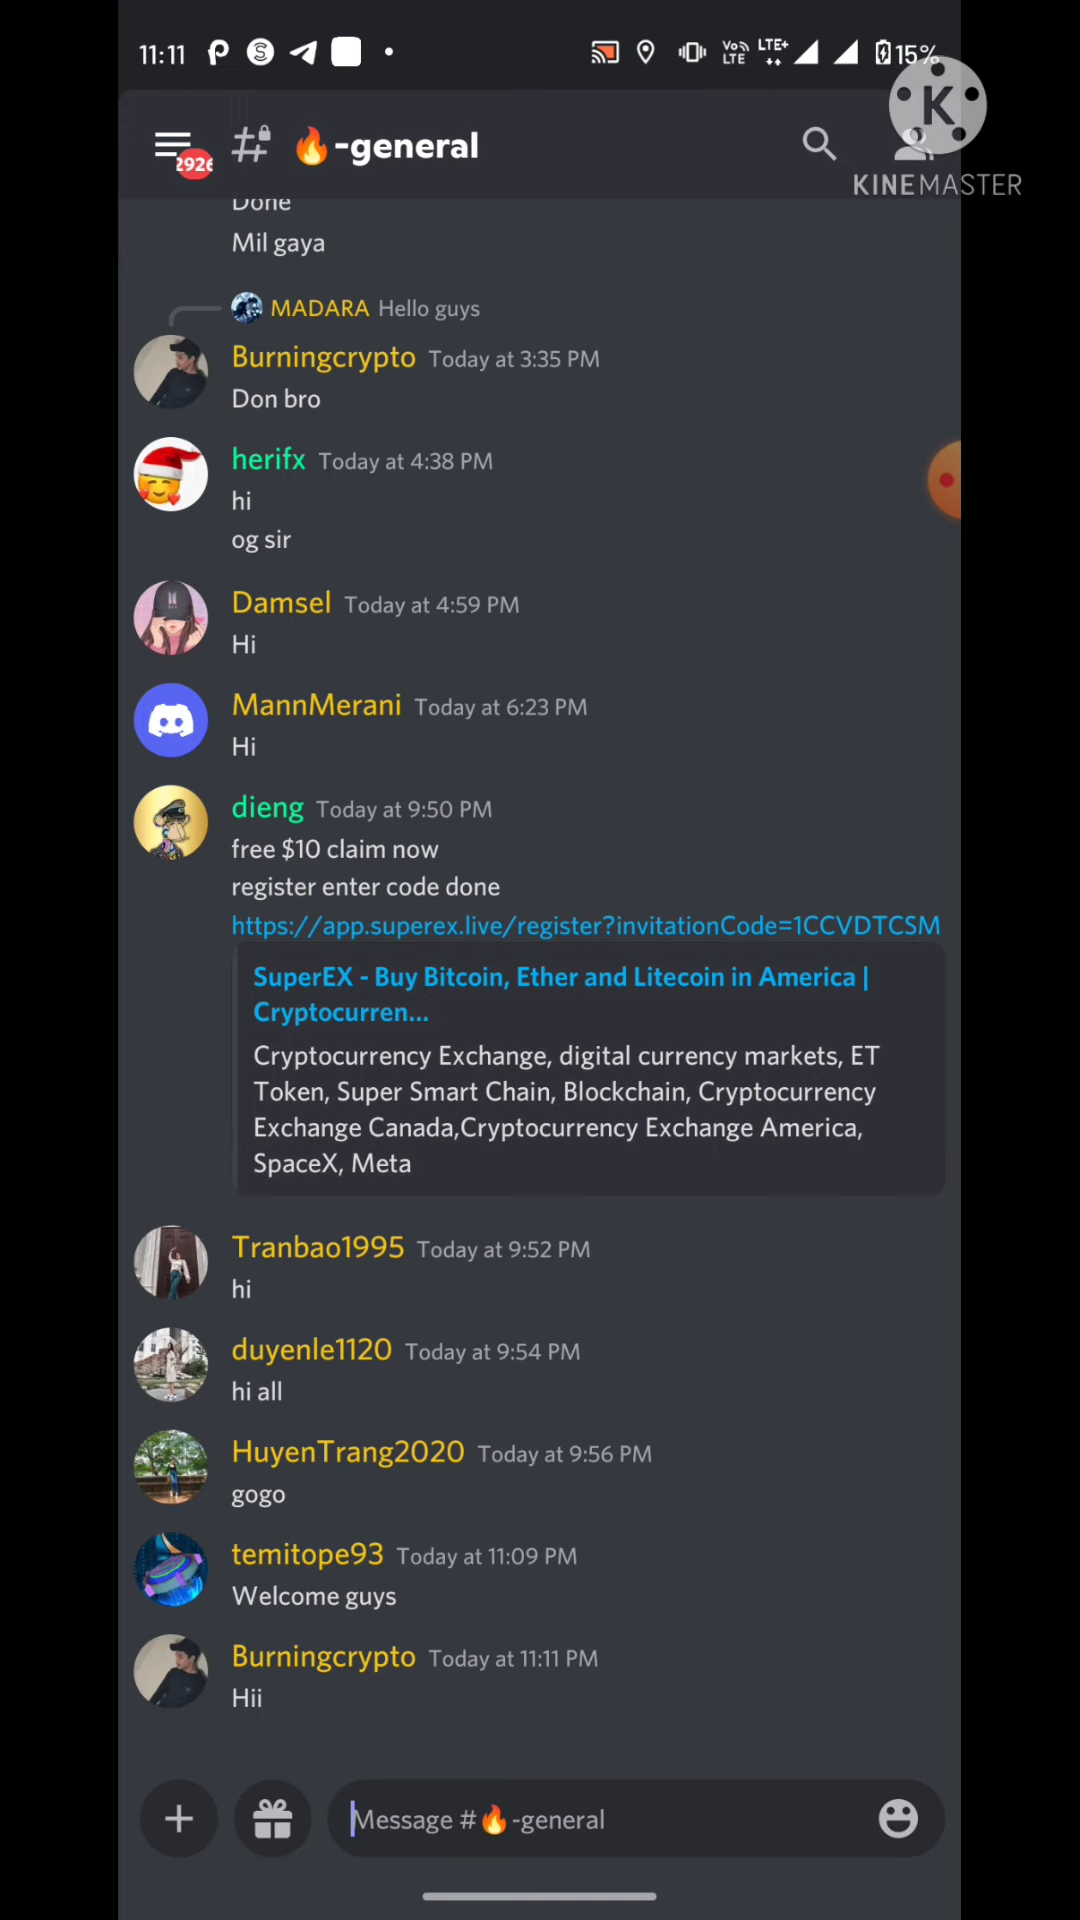 11:11
Vo)) LTE
LTE+
15%
KINEMASTER
K
2926
🔥-general
Done
Mil gaya
MADARA Hello guys
Burningcrypto Today at 3:35 PM
Don bro
herifx Today at 4:38 PM
hi
og sir
Damsel Today at 4:59 PM
Hi
MannMerani Today at 6:23 PM
Hi
dieng Today at 9:50 PM
free $10 claim now
register enter code done
https://app.superex.live/register?invitationCode=1CCVDTCSM
SuperEX - Buy Bitcoin, Ether and Litecoin in America |
Cryptocurren...
Cryptocurrency Exchange, digital currency markets, ET
Token, Super Smart Chain, Blockchain, Cryptocurrency
Exchange Canada,Cryptocurrency Exchange America,
SpaceX, Meta
Tranbao1995 Today at 9:52 PM
hi
duyenle1120 Today at 9:54 PM
hi all
HuyenTrang2020 Today at 9:56 PM
gogo
temitope93 Today at 11:09 PM
Welcome guys
Burningcrypto Today at 11:11 PM
Hii
Message #🔥-general